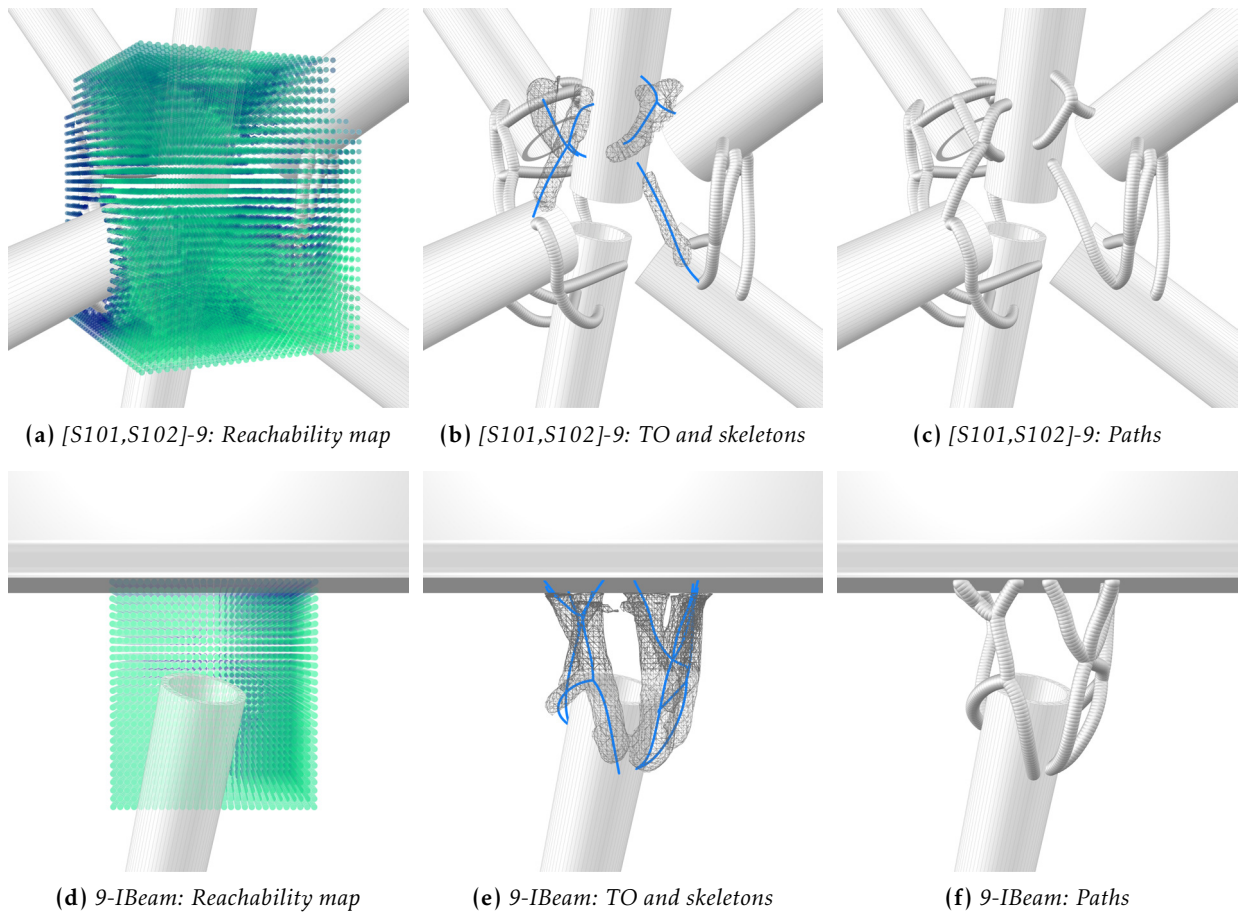 (a) [S101,S102]-9: Reachability map
(b) [S101,S102]-9: TO and skeletons
(c) [S101,S102]-9: Paths
(d) 9-IBeam: Reachability map
(e) 9-IBeam: TO and skeletons
(f) 9-IBeam: Paths